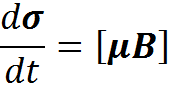 d𝝈/dt = [𝝁𝑩]